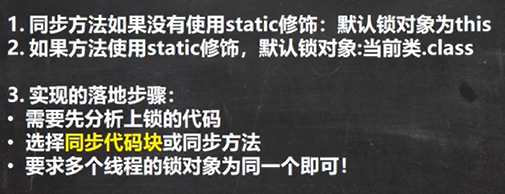 1. 同步方法如果没有使用static修饰：默认锁对象为this
2. 如果方法使用static修饰，默认锁对象:当前类.class
3. 实现的落地步骤：
• 需要先分析上锁的代码
• 选择同步代码块或同步方法
• 要求多个线程的锁对象为同一个即可！